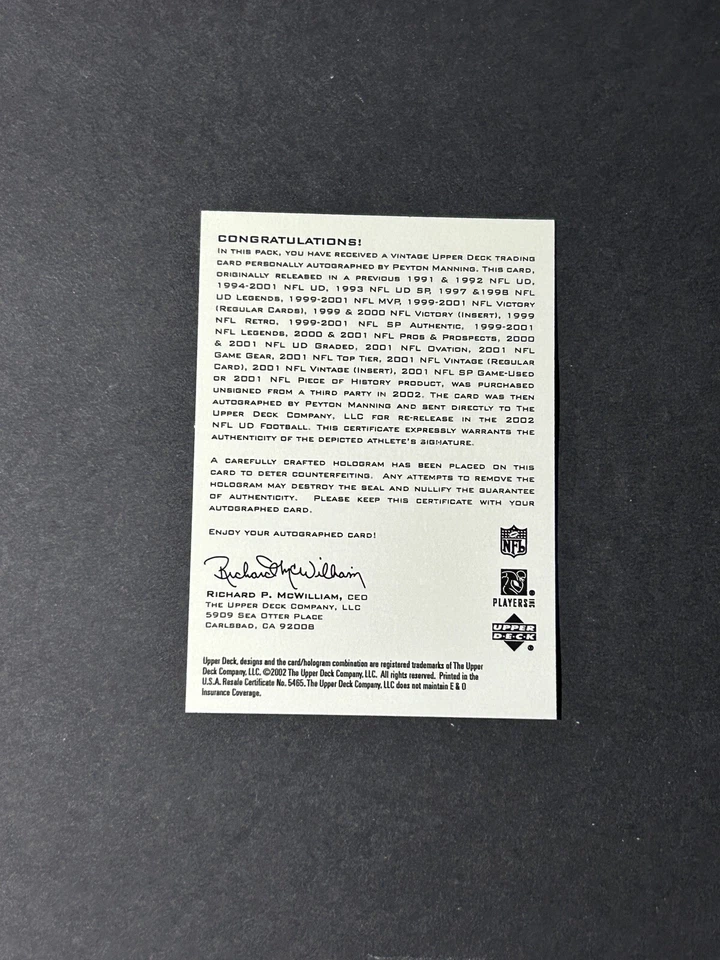 CONGRATULATIONS!
IN THIS PACK, YOU HAVE RECEIVED A VINTAGE UPPER DECK TRADING
CARD PERSONALLY AUTOGRAPHED BY PEYTON MANNING. THIS CARD,
ORIGINALLY RELEASED IN A PREVIOUS 1991 & 1992 NFL UD,
1994-2001 NFL UD, 1993 NFL UD SP, 1997 &1998 NFL
UD LEGENDS, 1999-2001 NFL MVP, 1999-2001 NFL VICTORY
(REGULAR CARDS), 1999 & 2000 NFL VICTORY (INSERT), 1999
NFL RETRO, 1999-2001 NFL SP AUTHENTIC, 1999-2001
NFL LEGENDS, 2000 & 2001 NFL PROS & PROSPECTS, 2000
& 2001 NFL UD GRADED, 2001 NFL OVATION, 2001 NFL
GAME GEAR, 2001 NFL TOP TIER, 2001 NFL VINTAGE (REGULAR
CARD), 2001 NFL VINTAGE (INSERT), 2001 NFL SP GAME-USED
OR 2001 NFL PIECE OF HISTORY PRODUCT, WAS PURCHASED
UNSIGNED FROM A THIRD PARTY IN 2002. THE CARD WAS THEN
AUTOGRAPHED BY PEYTON MANNING AND SENT DIRECTLY TO THE
UPPER DECK COMPANY, LLC FOR RE-RELEASE IN THE 2002
NFL UD FOOTBALL. THIS CERTIFICATE EXPRESSLY WARRANTS THE
AUTHENTICITY OF THE DEPICTED ATHLETE'S SIGNATURE.
A CAREFULLY CRAFTED HOLOGRAM HAS BEEN PLACED ON THIS
CARD TO DETER COUNTERFEITING. ANY ATTEMPTS TO REMOVE THE
HOLOGRAM MAY DESTROY THE SEAL AND NULLIFY THE GUARANTEE
OF AUTHENTICITY. PLEASE KEEP THIS CERTIFICATE WITH YOUR
AUTOGRAPHED CARD.
ENJOY YOUR AUTOGRAPHED CARD!
NFL
Richard McWilliam
RICHARD P. MCWILLIAM, CEO
THE UPPER DECK COMPANY, LLC
5909 SEA OTTER PLACE
CARLSBAD, CA 92008
PLAYERS INC
UPPER
DECK
Upper Deck, designs and the card/hologram combination are registered trademarks of The Upper
Deck Company, LLC. ©2002 The Upper Deck Company, LLC. All rights reserved. Printed in the
U.S.A. Resale Certificate No. 5465. The Upper Deck Company, LLC does not maintain E & O
Insurance Coverage.